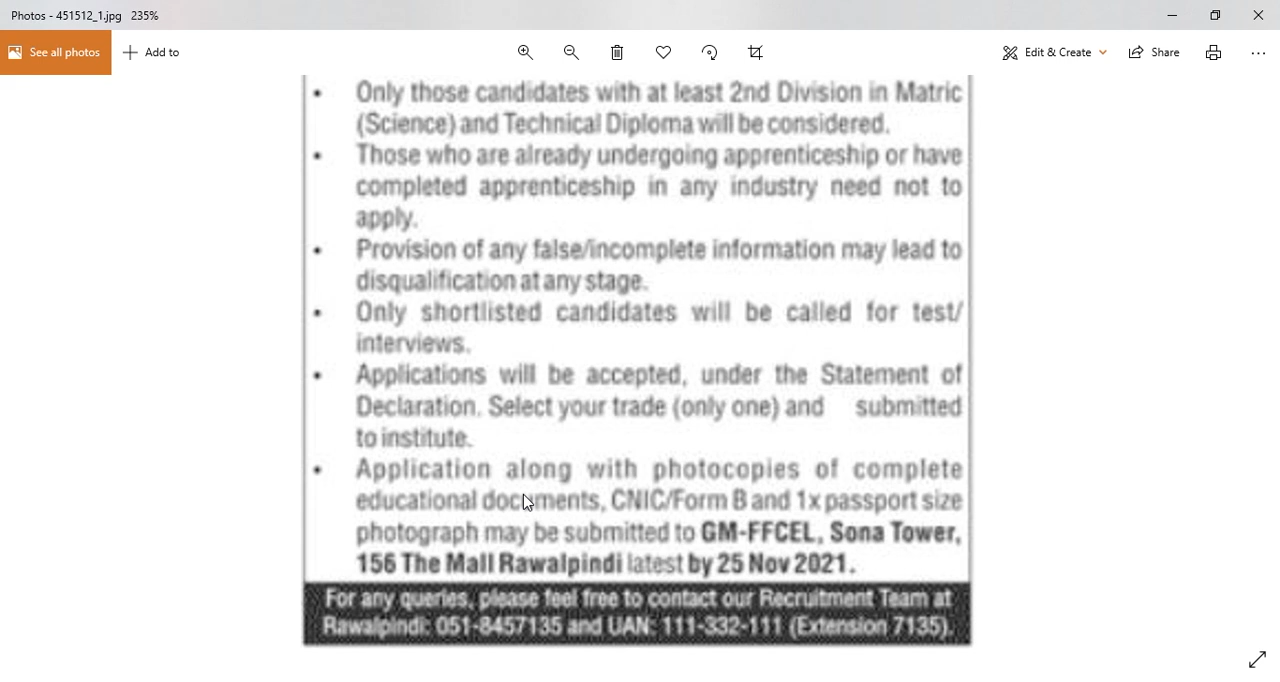 Photos - 451512_1.jpg 235%
See all photos
Add to
Edit & Create
Share
• Only those candidates with at least 2nd Division in Matric
(Science) and Technical Diploma will be considered.
• Those who are already undergoing apprenticeship or have
completed apprenticeship in any industry need not to
apply.
• Provision of any false/incomplete information may lead to
disqualification at any stage.
• Only shortlisted candidates will be called for test/
interviews.
• Applications will be accepted, under the Statement of
Declaration. Select your trade (only one) and submitted
to institute.
• Application along with photocopies of complete
educational documents, CNIC/Form B and 1x passport size
photograph may be submitted to GM-FFCEL, Sona Tower,
156 The Mall Rawalpindi latest by 25 Nov 2021.
For any queries, please feel free to contact our Recruitment Team at
Rawalpindi: 051-8457135 and UAN: 111-332-111 (Extension 7135).